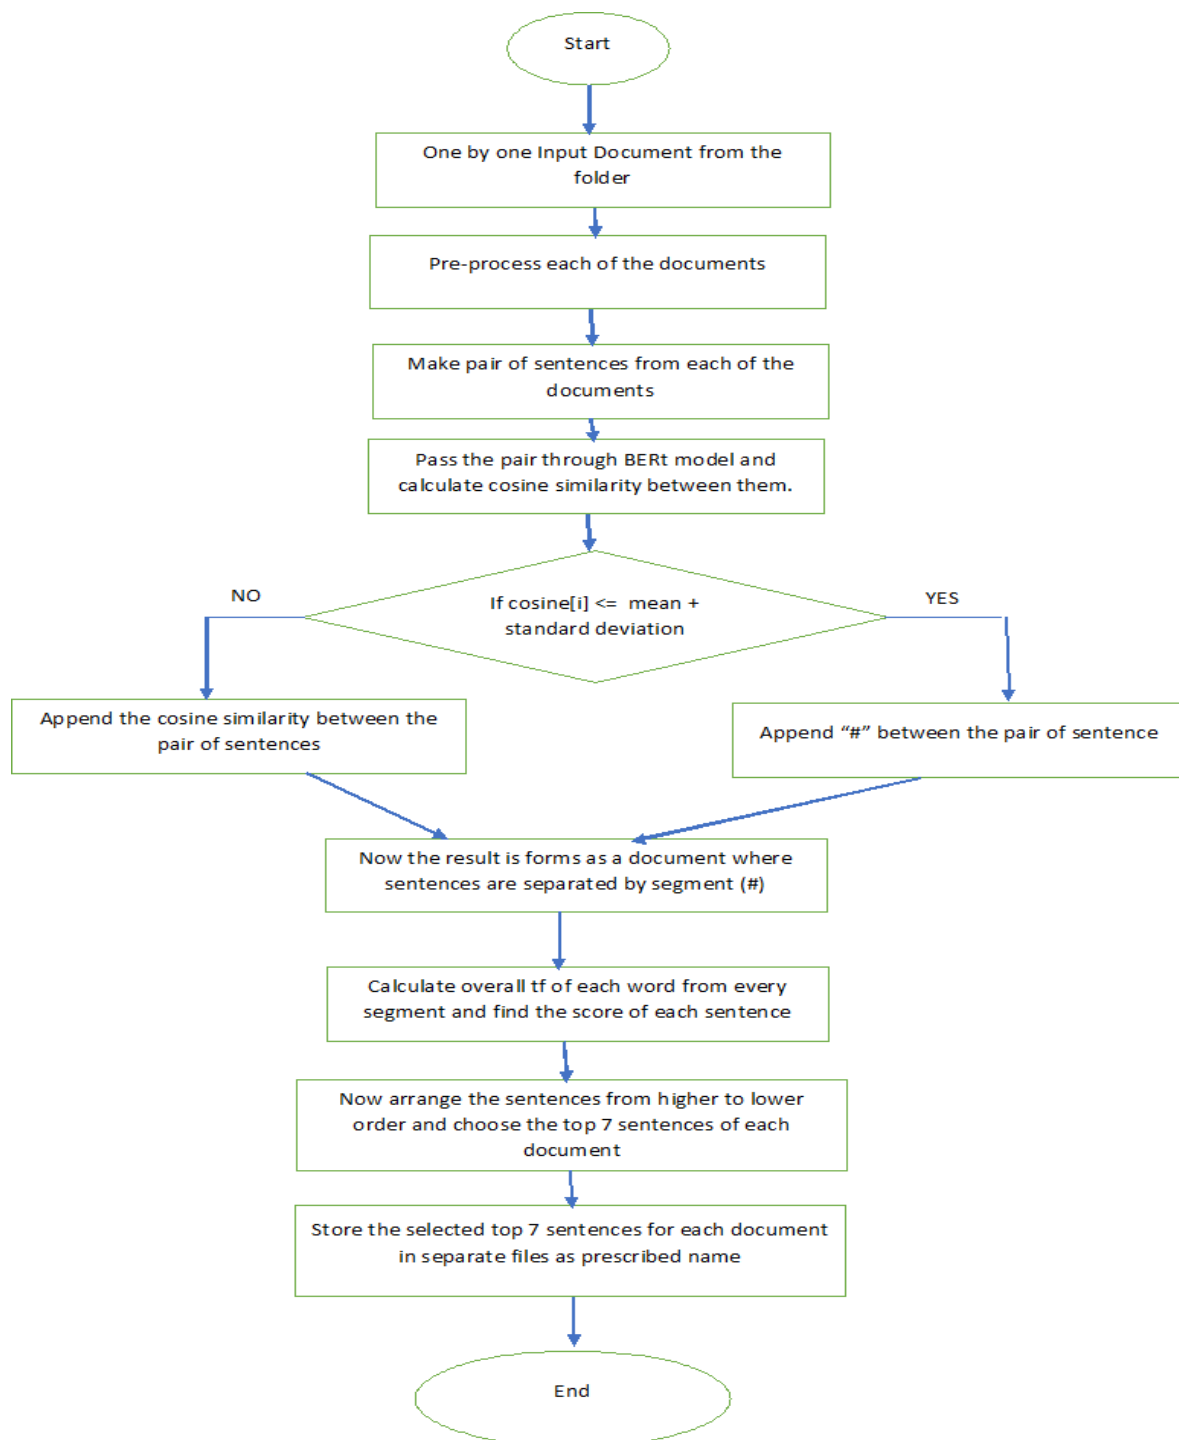 Start
One by one Input Document from the
folder
Pre-process each of the documents
Make pair of sentences from each of the
documents
Pass the pair through BERt model and
calculate cosine similarity between them.
If cosine[i] <= mean +
standard deviation
NO
YES
Append the cosine similarity between the
pair of sentences
Append “#” between the pair of sentence
Now the result is forms as a document where
sentences are separated by segment (#)
Calculate overall tf of each word from every
segment and find the score of each sentence
Now arrange the sentences from higher to lower
order and choose the top 7 sentences of each
document
Store the selected top 7 sentences for each document
in separate files as prescribed name
End